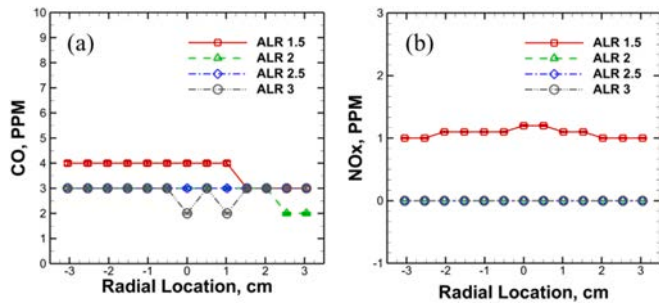 (a)
ALR 1.5
ALR 2
ALR 2.5
ALR 3
CO, PPM
10
9
8
7
6
5
4
3
2
1
0
-3 -2 -1 0 1 2 3
Radial Location, cm
(b)
ALR 1.5
ALR 2
ALR 2.5
ALR 3
NOx, PPM
3
2
1
0
-1
-3 -2 -1 0 1 2 3
Radial Location, cm